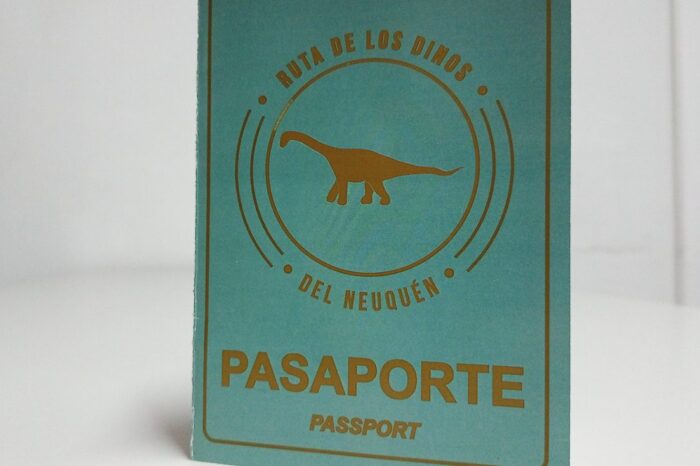 RUTA DE LOS DINOS
DEL NEUQUÉN
PASAPORTE
PASSPORT